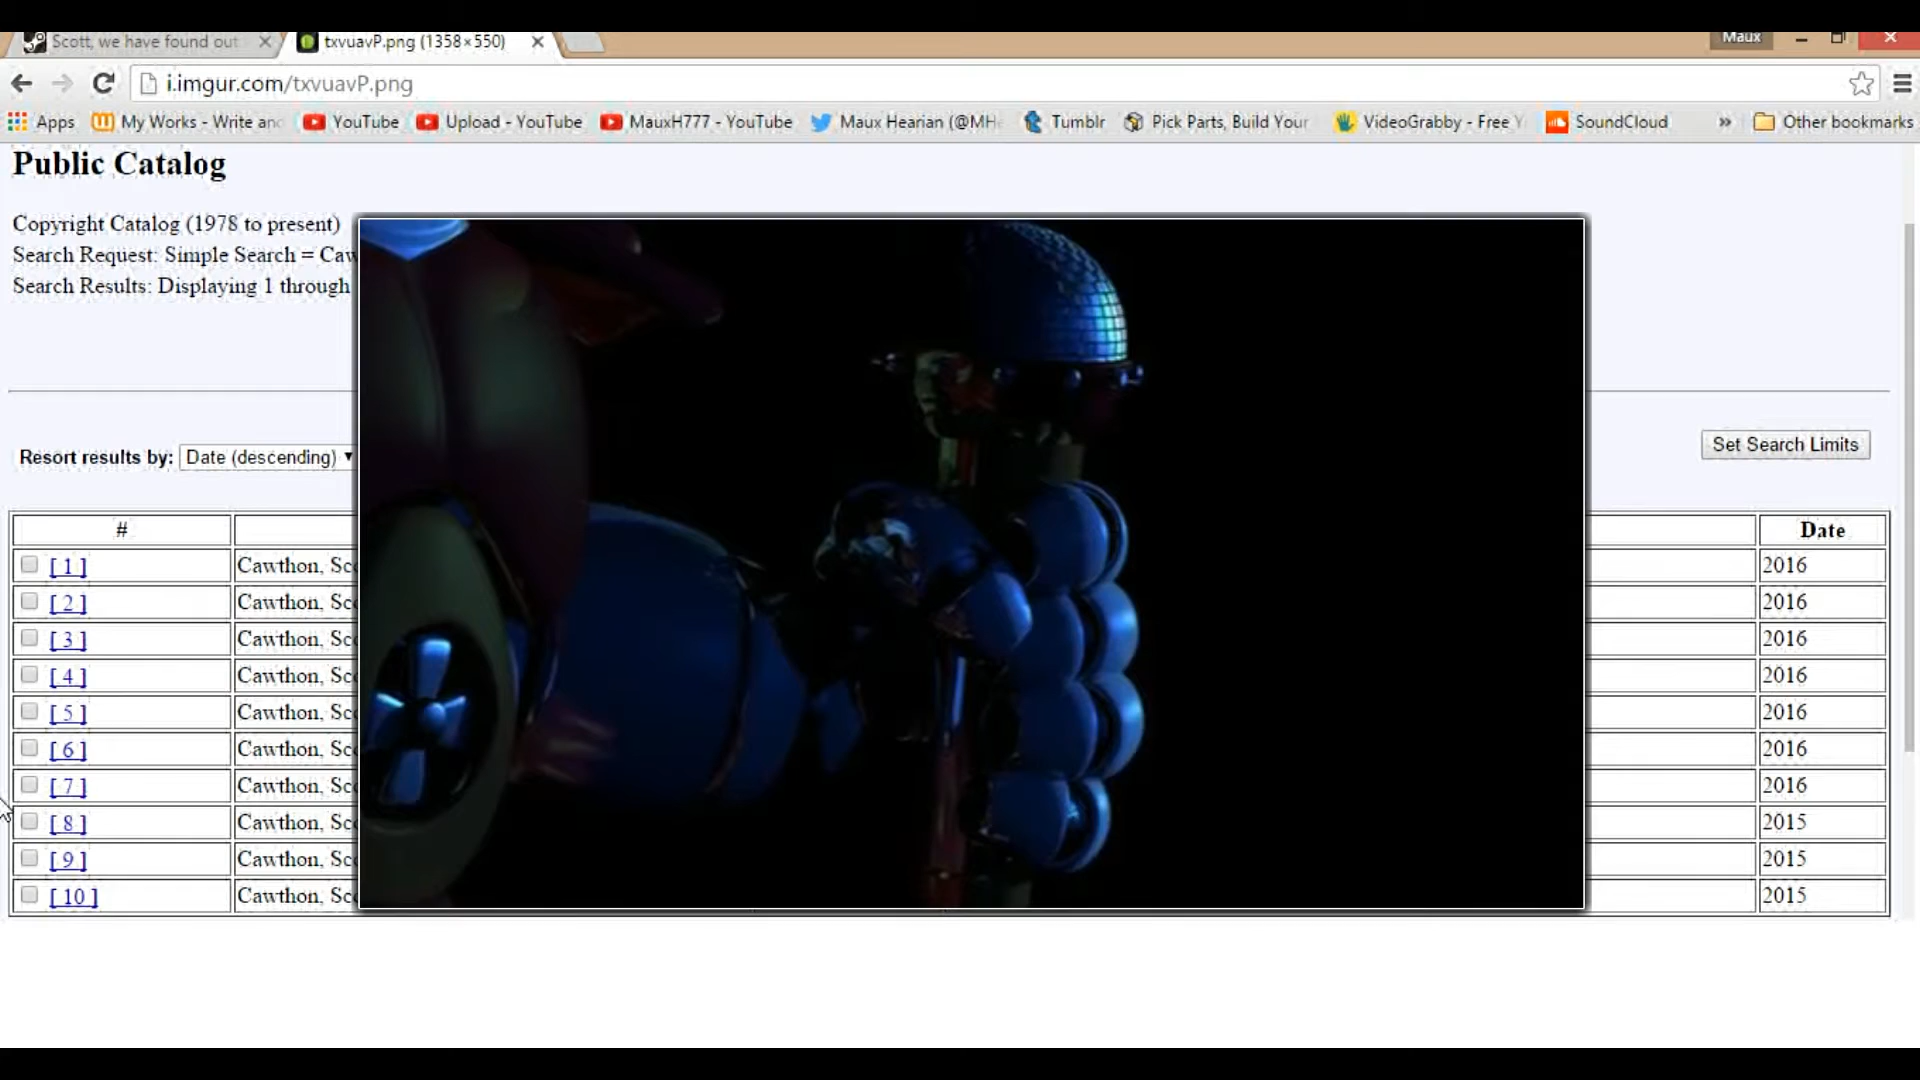 Scott, we have found out
txvuavP.png (1358×550)
Maux
i.imgur.com/txvuavP.png
Apps
My Works - Write and
YouTube
Upload - YouTube
MauxH777 - YouTube
Maux Hearian (@MH
Tumblr
Pick Parts, Build Your
VideoGrabby - Free Y
SoundCloud
»
Other bookmarks
Public Catalog
Copyright Catalog (1978 to present)
Search Request: Simple Search = Caw
Search Results: Displaying 1 through
Resort results by: Date (descending)
Set Search Limits
# Date
[ 1 ] Cawthon, Sc 2016
[ 2 ] Cawthon, Sc 2016
[ 3 ] Cawthon, Sc 2016
[ 4 ] Cawthon, Sc 2016
[ 5 ] Cawthon, Sc 2016
[ 6 ] Cawthon, Sc 2016
[ 7 ] Cawthon, Sc 2016
[ 8 ] Cawthon, Sc 2015
[ 9 ] Cawthon, Sc 2015
[ 10 ] Cawthon, Sc 2015